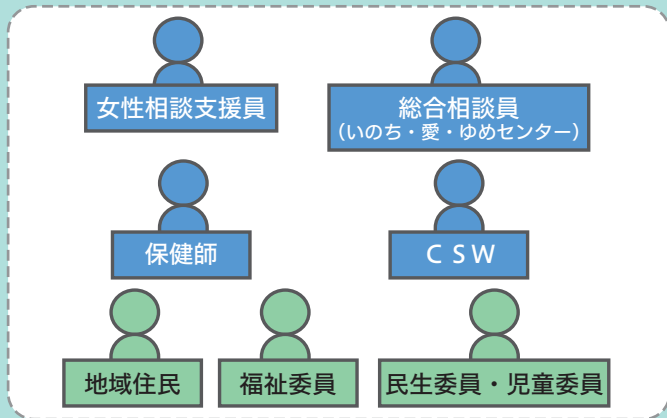 女性相談支援員
総合相談員
（いのち・愛・ゆめセンター）
保健師
ＣＳＷ
地域住民
福祉委員
民生委員・児童委員